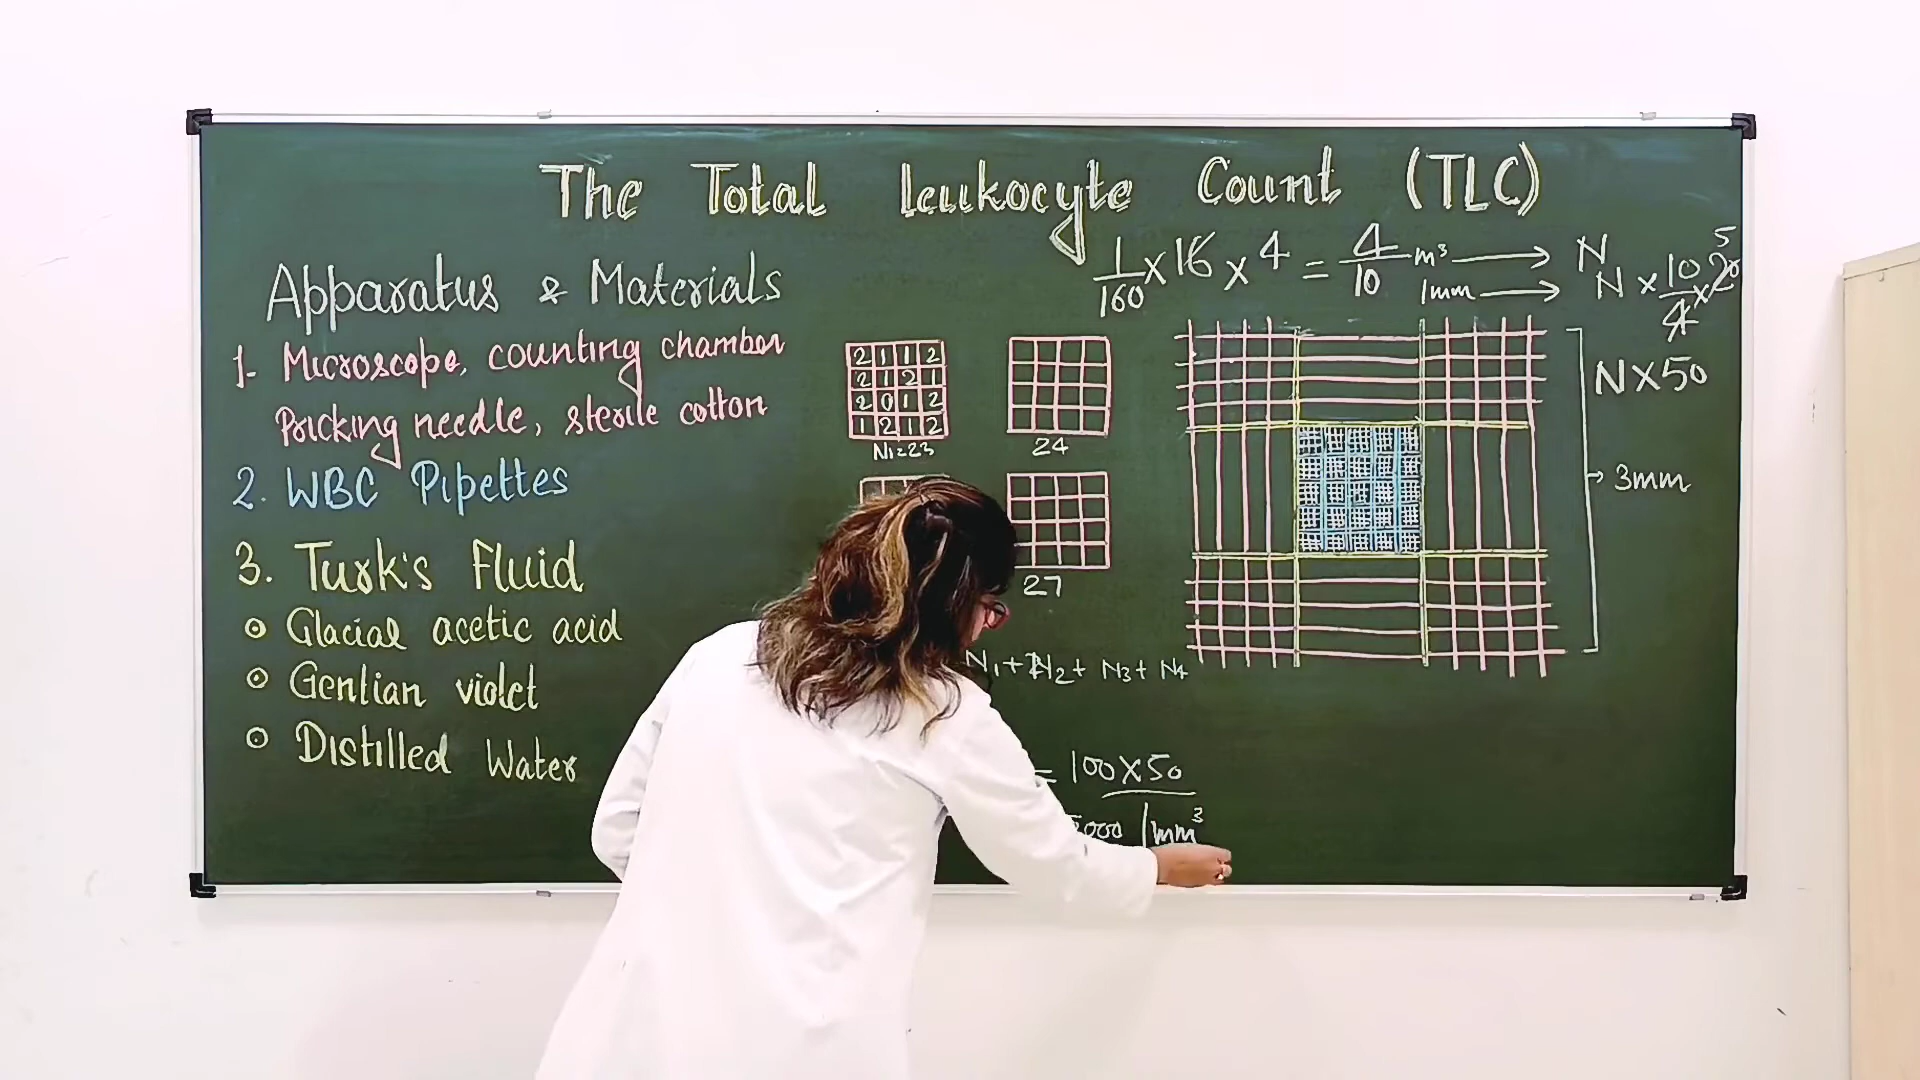 The Total Leukocyte Count (TLC)
Apparatus & Materials
1. Microscope, counting chamber
Pricking needle, sterile cotton
2. WBC Pipettes
3. Turk's Fluid
⊙ Glacial acetic acid
⊙ Gentian violet
⊙ Distilled Water
1/160 x 16 x 4 = 4/10 m³ → N
1mm → N x 10/4 x 20 5
N X 50
3mm
2 1 1 2
2 1 2 1
2 0 1 2
1 2 1 2
N1=23
24
27
N1 + N2 + N3 + N4
= 100 X 50
5000 /mm³